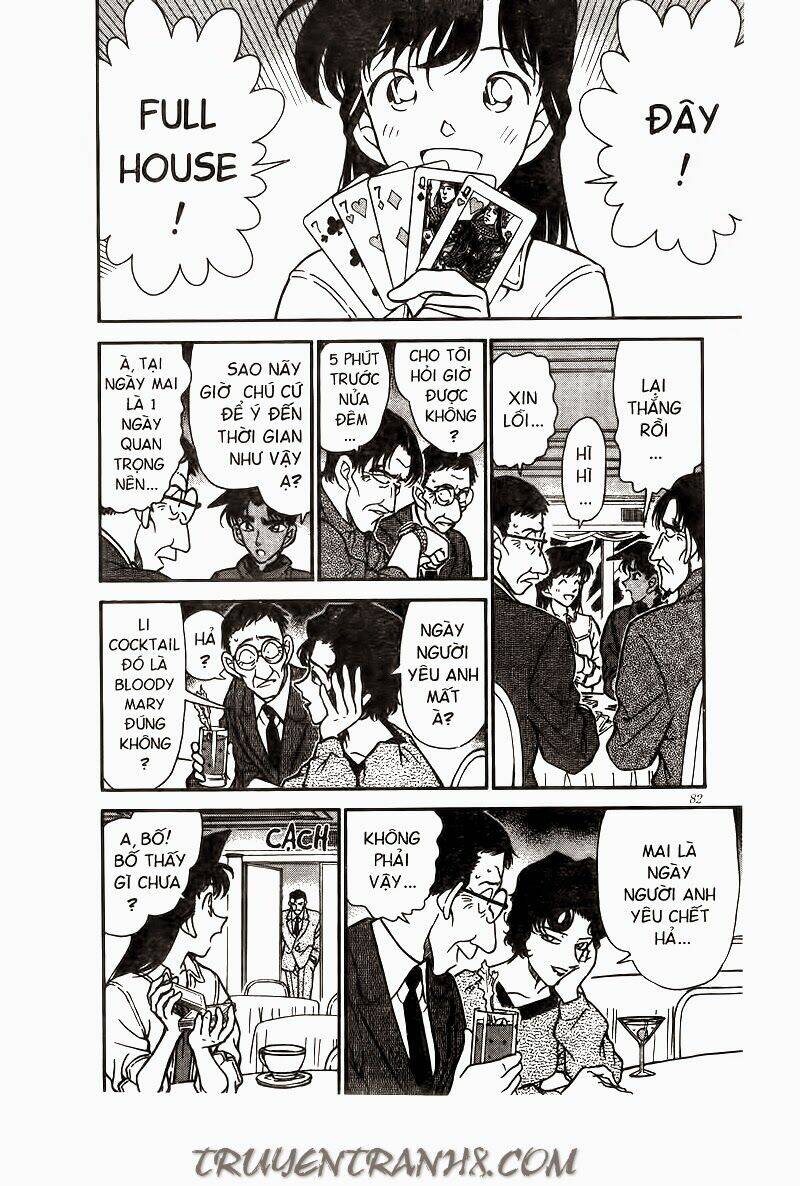 ĐÂY
!
FULL
HOUSE
!
LẠI
THẮNG
RỒI
...
HÌ
HÌ ...
XIN
LỖI...
CHO TÔI
HỎI GIỜ
ĐƯỢC
KHÔNG
?
5 PHÚT
TRƯỚC
NỬA
ĐÊM
...
SAO NÃY
GIỜ CHÚ CỨ
ĐỂ Ý ĐẾN
THỜI GIAN
NHƯ VẬY
Ạ?
À, TẠI
NGÀY MAI
LÀ 1
NGÀY
QUAN
TRỌNG
NÊN...
NGÀY
NGƯỜI
YÊU ANH
MẤT
À?
HẢ
?
LI
COCKTAIL
ĐÓ LÀ
BLOODY
MARY
ĐÚNG
KHÔNG
?
82
MAI LÀ
NGÀY
NGƯỜI ANH
YÊU CHẾT
HẢ...
KHÔNG
PHẢI
VẬY...
CẠCH
A, BỐ!
BỐ THẤY
GÌ CHƯA
?
TRUYENTRANH8.COM